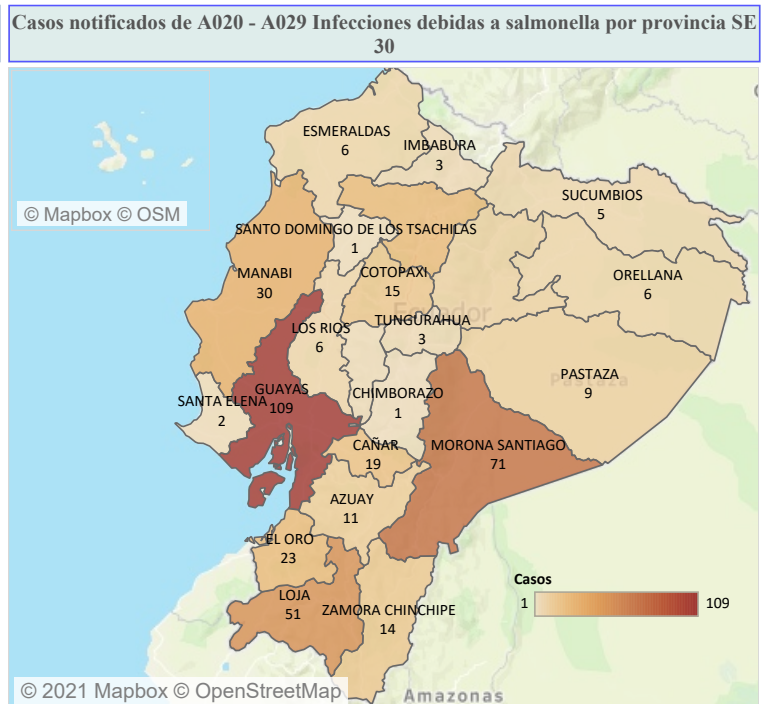 Casos notificados de A020 - A029 Infecciones debidas a salmonella por provincia SE
30
ESMERALDAS
6
IMBABURA
3
SUCUMBIOS
5
© Mapbox © OSM
SANTO DOMINGO DE LOS TSACHILAS
1
MANABI
30
COTOPAXI
15
ORELLANA
6
Ecuador
LOS RIOS
6
TUNGURAHUA
3
PASTAZA
9
Pastaza
GUAYAS
109
SANTA ELENA
2
CHIMBORAZO
1
CAÑAR
19
MORONA SANTIAGO
71
AZUAY
11
EL ORO
23
LOJA
51
ZAMORA CHINCHIPE
14
Casos
1 109
© 2021 Mapbox © OpenStreetMap
Amazonas